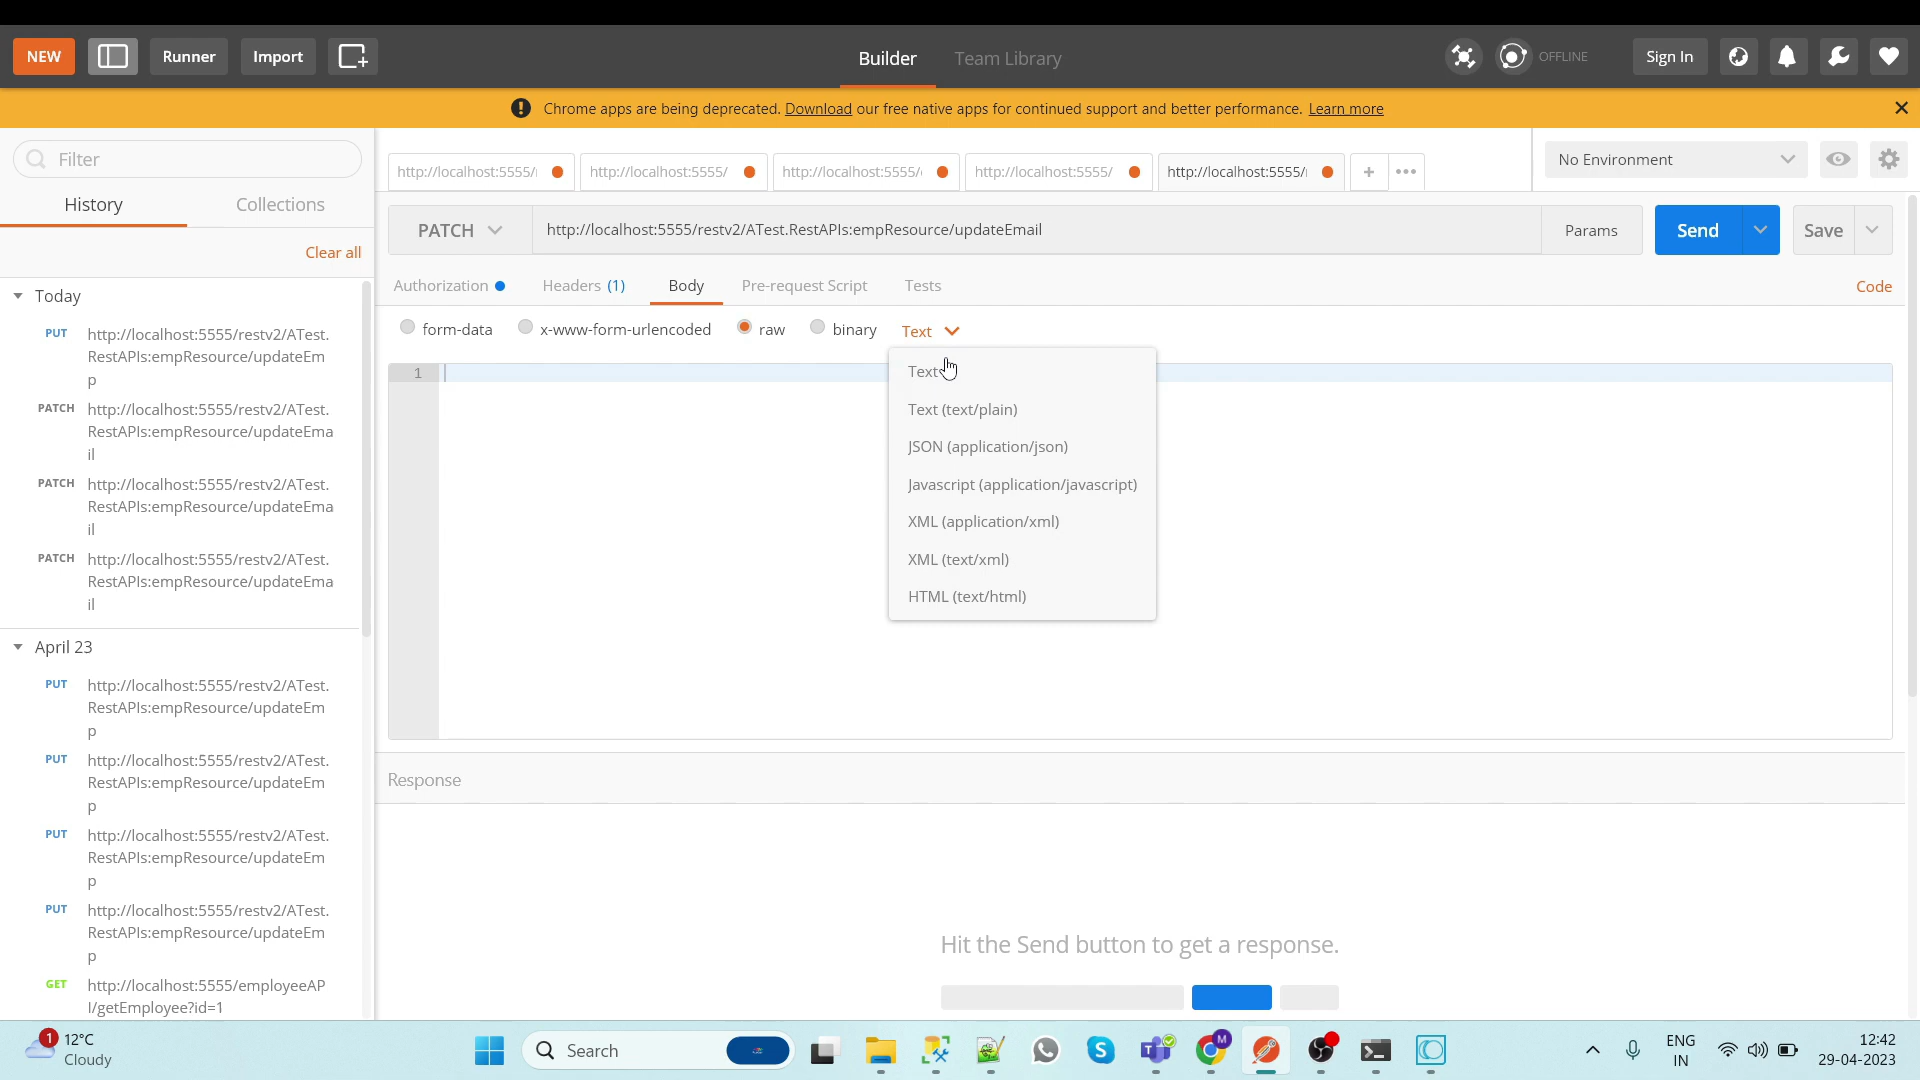 NEW
Runner
Import
Builder
Team Library
OFFLINE
Sign In
Chrome apps are being deprecated. Download our free native apps for continued support and better performance. Learn more
Filter
History
Collections
Clear all
Today
PUT http://localhost:5555/restv2/ATest.
RestAPIs:empResource/updateEm
p
PATCH http://localhost:5555/restv2/ATest.
RestAPIs:empResource/updateEma
il
PATCH http://localhost:5555/restv2/ATest.
RestAPIs:empResource/updateEma
il
PATCH http://localhost:5555/restv2/ATest.
RestAPIs:empResource/updateEma
il
April 23
PUT http://localhost:5555/restv2/ATest.
RestAPIs:empResource/updateEm
p
PUT http://localhost:5555/restv2/ATest.
RestAPIs:empResource/updateEm
p
PUT http://localhost:5555/restv2/ATest.
RestAPIs:empResource/updateEm
p
PUT http://localhost:5555/restv2/ATest.
RestAPIs:empResource/updateEm
p
GET http://localhost:5555/employeeAP
I/getEmployee?id=1
http://localhost:5555/
http://localhost:5555/
http://localhost:5555/
http://localhost:5555/
http://localhost:5555/
No Environment
PATCH
http://localhost:5555/restv2/ATest.RestAPIs:empResource/updateEmail
Params
Send
Save
Authorization
Headers (1)
Body
Pre-request Script
Tests
Code
form-data
x-www-form-urlencoded
raw
binary
Text
1
Text
Text (text/plain)
JSON (application/json)
Javascript (application/javascript)
XML (application/xml)
XML (text/xml)
HTML (text/html)
Response
Hit the Send button to get a response.
1
12°C
Cloudy
Search
M
ENG
IN
12:42
29-04-2023